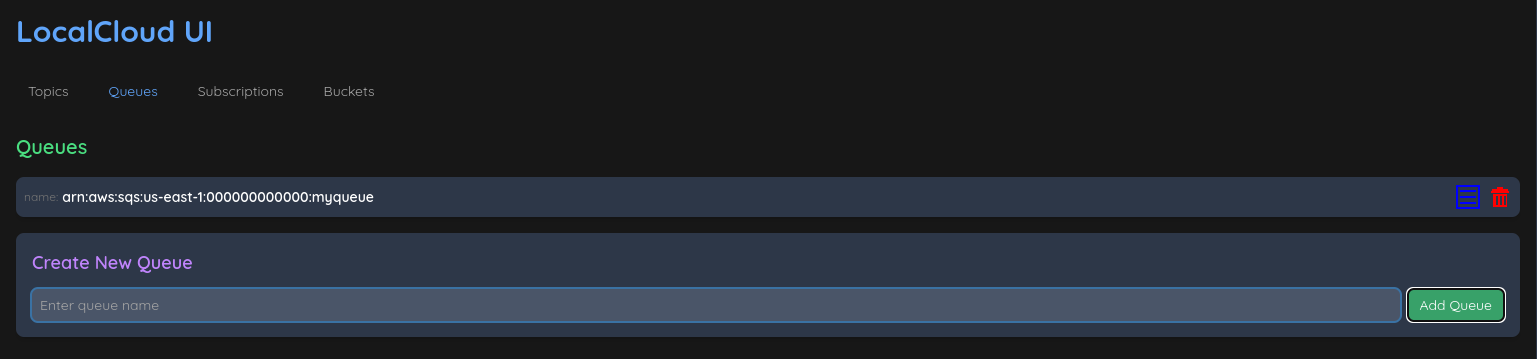 LocalCloud UI
Topics Queues Subscriptions Buckets
Queues
name: arn:aws:sqs:us-east-1:000000000000:myqueue
Create New Queue
Enter queue name Add Queue